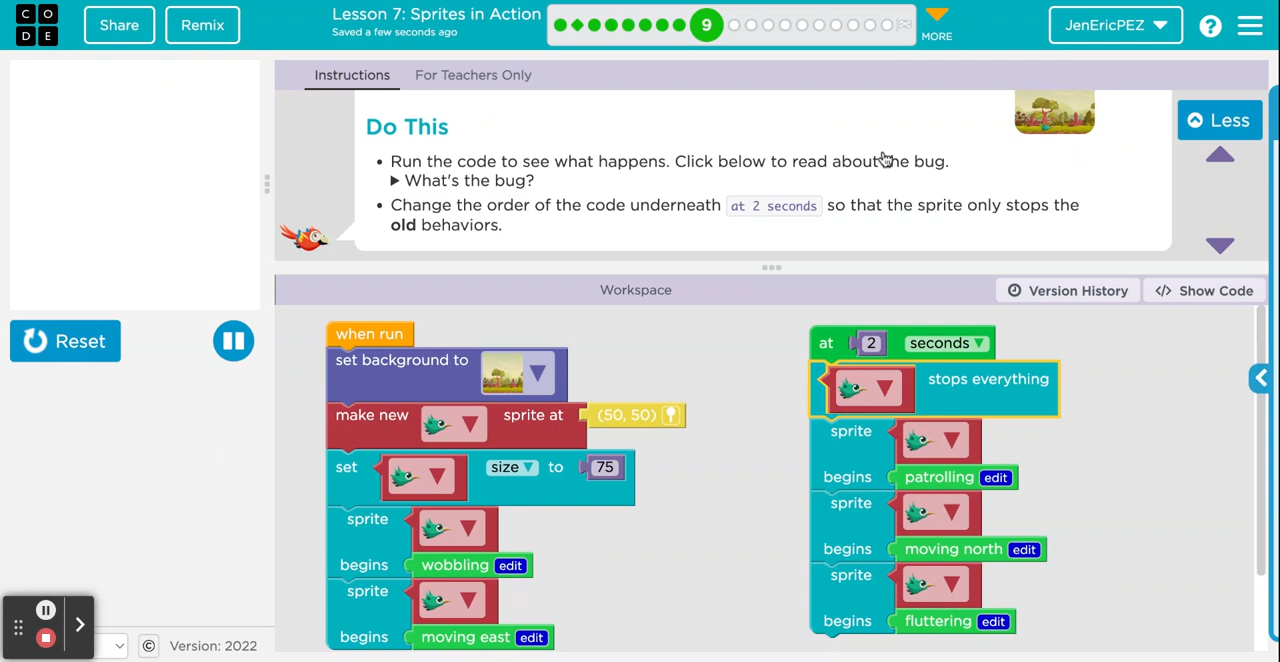 C O
D E
Share
Remix
Lesson 7: Sprites in Action
Saved a few seconds ago
9
MORE
JenEricPEZ
?
Instructions
For Teachers Only
Do This
• Run the code to see what happens. Click below to read about the bug.
What's the bug?
• Change the order of the code underneath at 2 seconds so that the sprite only stops the
old behaviors.
Less
Workspace
Version History
</> Show Code
Reset
when run
set background to
make new sprite at (50, 50)
set size to 75
sprite
begins wobbling edit
sprite
begins moving east edit
at 2 seconds
stops everything
sprite
begins patrolling edit
sprite
begins moving north edit
sprite
begins fluttering edit
© Version: 2022